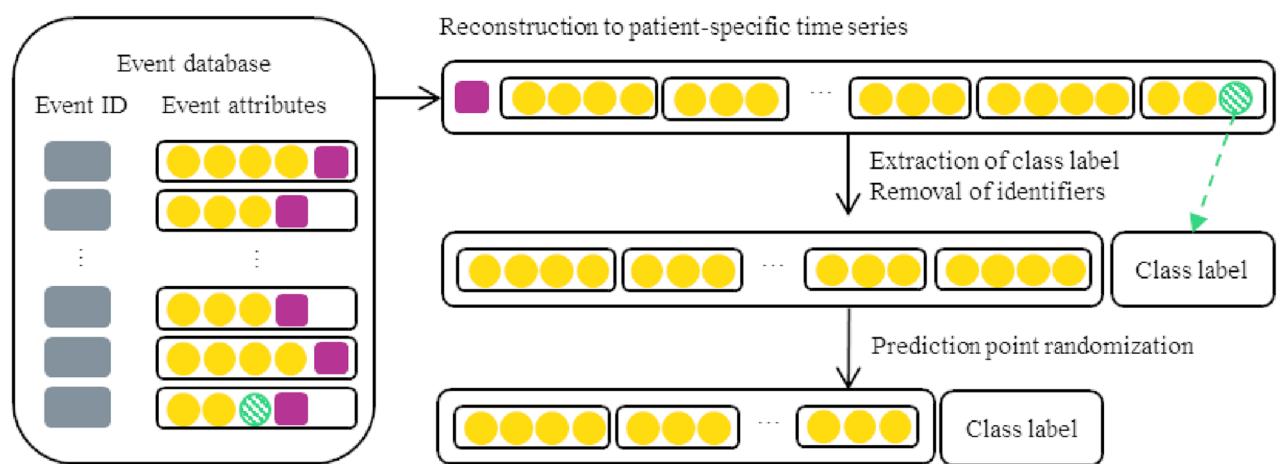 Reconstruction to patient-specific time series
Event database
Event ID Event attributes
...
Extraction of class label
Removal of identifiers
⋮ ⋮
...
Class label
Prediction point randomization
...
Class label